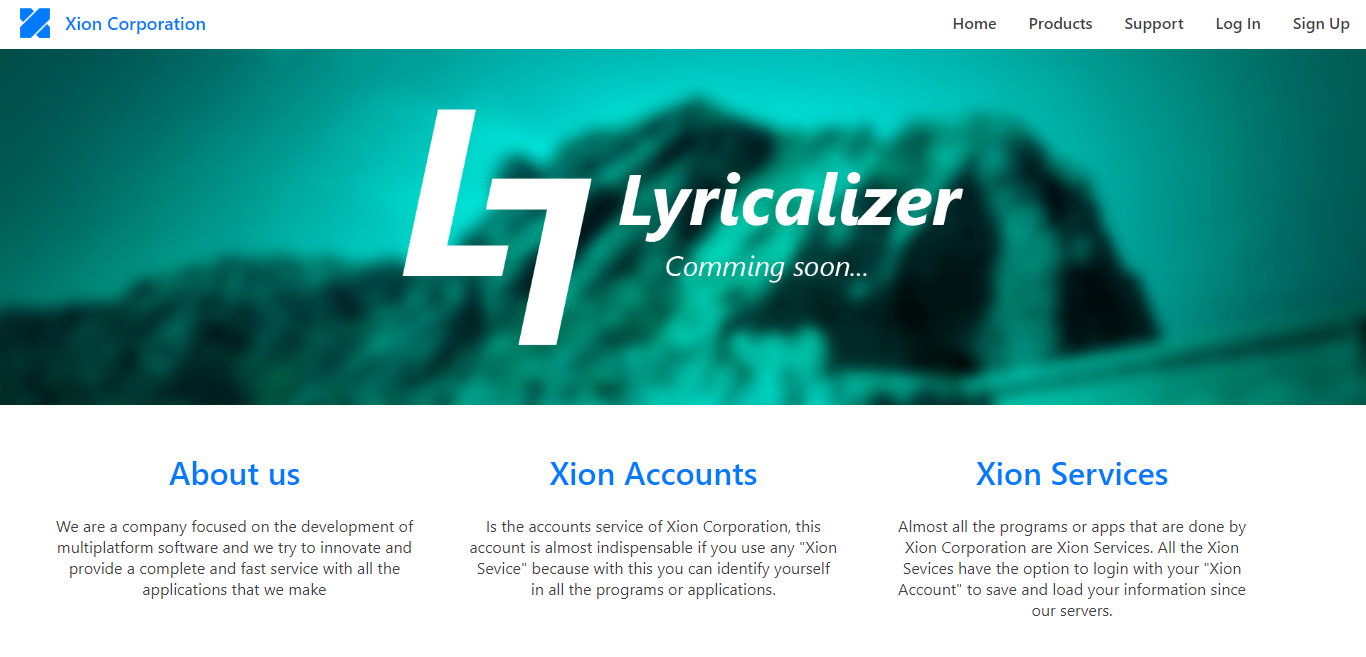 Xion Corporation
Home Products Support Log In Sign Up
Lyricalizer
Comming soon...
About us
We are a company focused on the development of
multiplatform software and we try to innovate and
provide a complete and fast service with all the
applications that we make
Xion Accounts
Is the accounts service of Xion Corporation, this
account is almost indispensable if you use any "Xion
Sevice" because with this you can identify yourself
in all the programs or applications.
Xion Services
Almost all the programs or apps that are done by
Xion Corporation are Xion Services. All the Xion
Sevices have the option to login with your "Xion
Account" to save and load your information since
our servers.